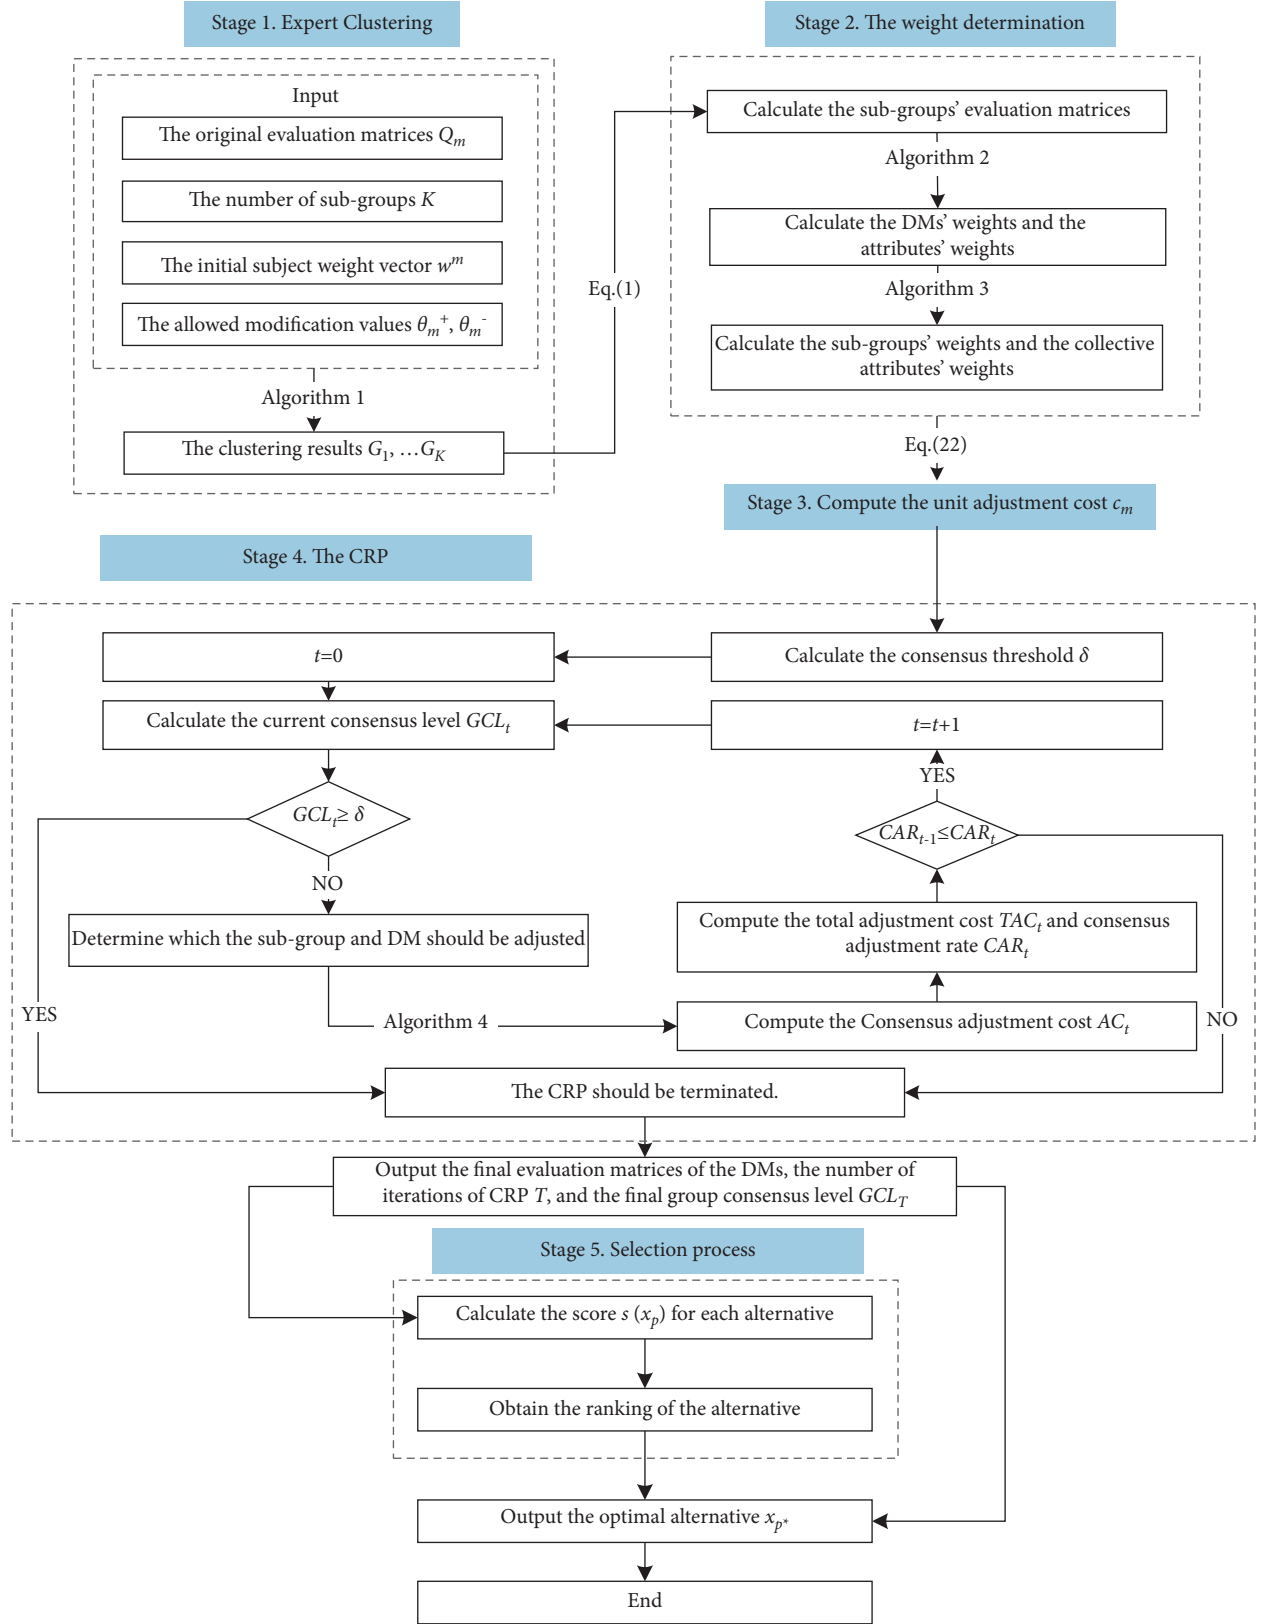 Stage 1. Expert Clustering
Input
The original evaluation matrices Qm
The number of sub-groups K
The initial subject weight vector w^m
The allowed modification values θm+, θm-
Algorithm 1
The clustering results G1, …GK
Eq.(1)
Stage 2. The weight determination
Calculate the sub-groups' evaluation matrices
Algorithm 2
Calculate the DMs' weights and the
attributes' weights
Algorithm 3
Calculate the sub-groups' weights and the collective
attributes' weights
Eq.(22)
Stage 3. Compute the unit adjustment cost cm
Stage 4. The CRP
Calculate the consensus threshold δ
t=0
Calculate the current consensus level GCLt
t=t+1
YES
GCLt≥ δ
CARt-1≤CARt
NO
Determine which the sub-group and DM should be adjusted
Compute the total adjustment cost TACt and consensus
adjustment rate CARt
YES
Algorithm 4
Compute the Consensus adjustment cost ACt
NO
The CRP should be terminated.
Output the final evaluation matrices of the DMs, the number of
iterations of CRP T, and the final group consensus level GCLT
Stage 5. Selection process
Calculate the score s (xp) for each alternative
Obtain the ranking of the alternative
Output the optimal alternative xp*
End